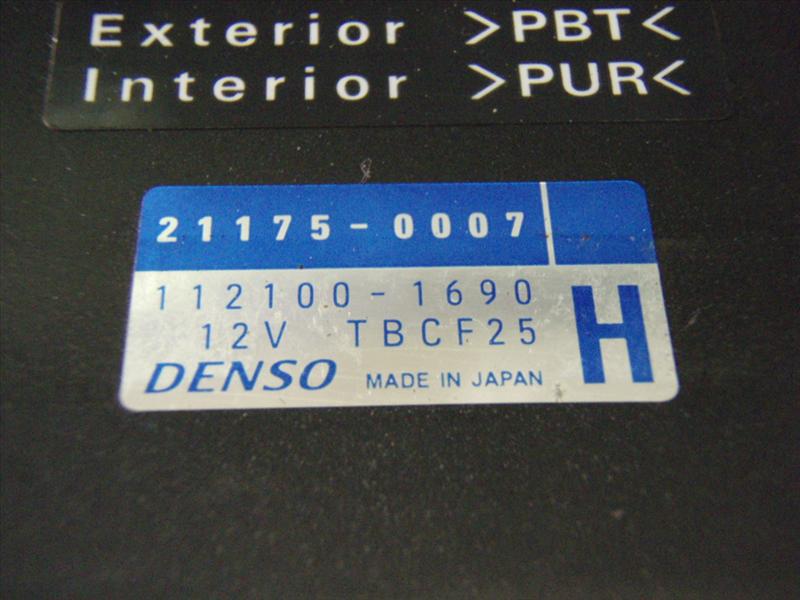 Exterior >PBT<
Interior >PUR<
21175-0007
112100-1690
12V TBCF25
H
DENSO MADE IN JAPAN